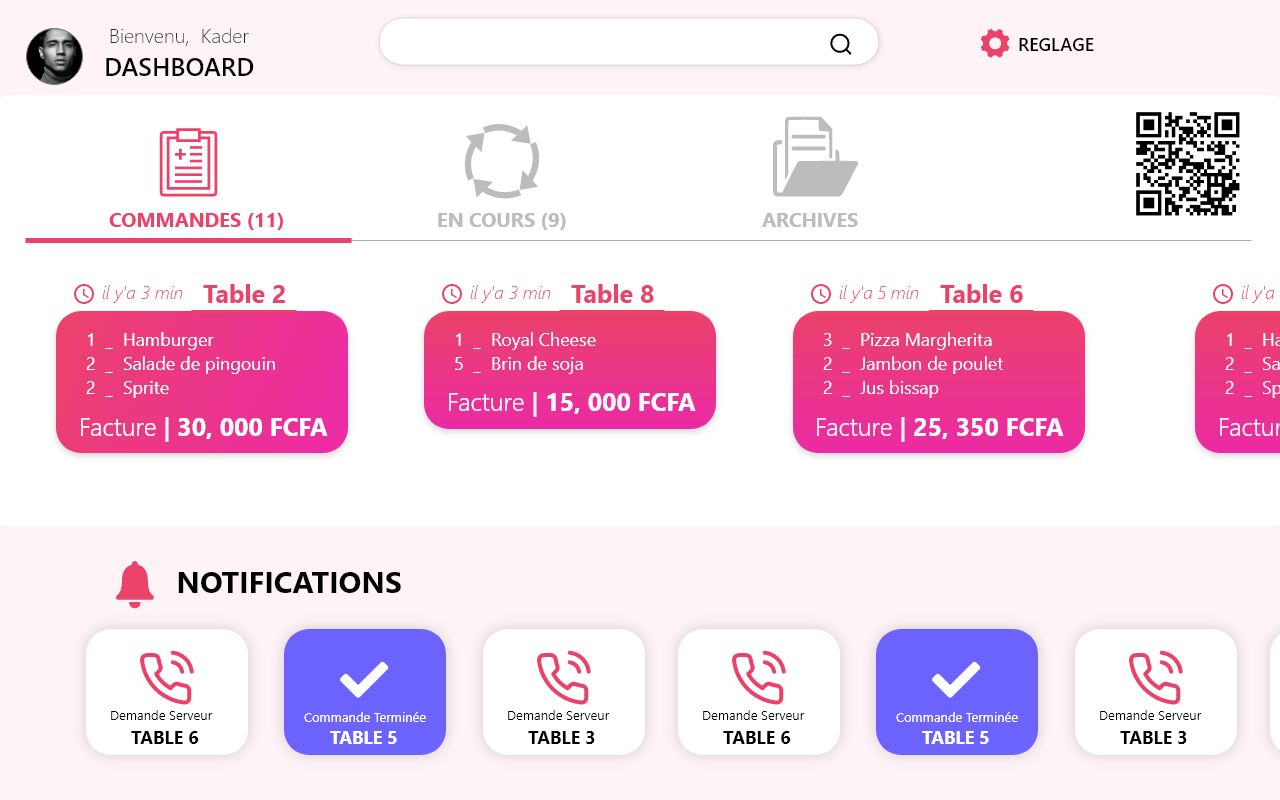 Bienvenu, Kader
DASHBOARD
REGLAGE
COMMANDES (11)
EN COURS (9)
ARCHIVES
il y'a 3 min
Table 2
1 _ Hamburger
2 _ Salade de pingouin
2 _ Sprite
Facture | 30, 000 FCFA
il y'a 3 min
Table 8
1 _ Royal Cheese
5 _ Brin de soja
Facture | 15, 000 FCFA
il y'a 5 min
Table 6
3 _ Pizza Margherita
2 _ Jambon de poulet
2 _ Jus bissap
Facture | 25, 350 FCFA
il y'a
1 _ Ha
2 _ Sa
2 _ Sp
Factur
NOTIFICATIONS
Demande Serveur
TABLE 6
Commande Terminée
TABLE 5
Demande Serveur
TABLE 3
Demande Serveur
TABLE 6
Commande Terminée
TABLE 5
Demande Serveur
TABLE 3